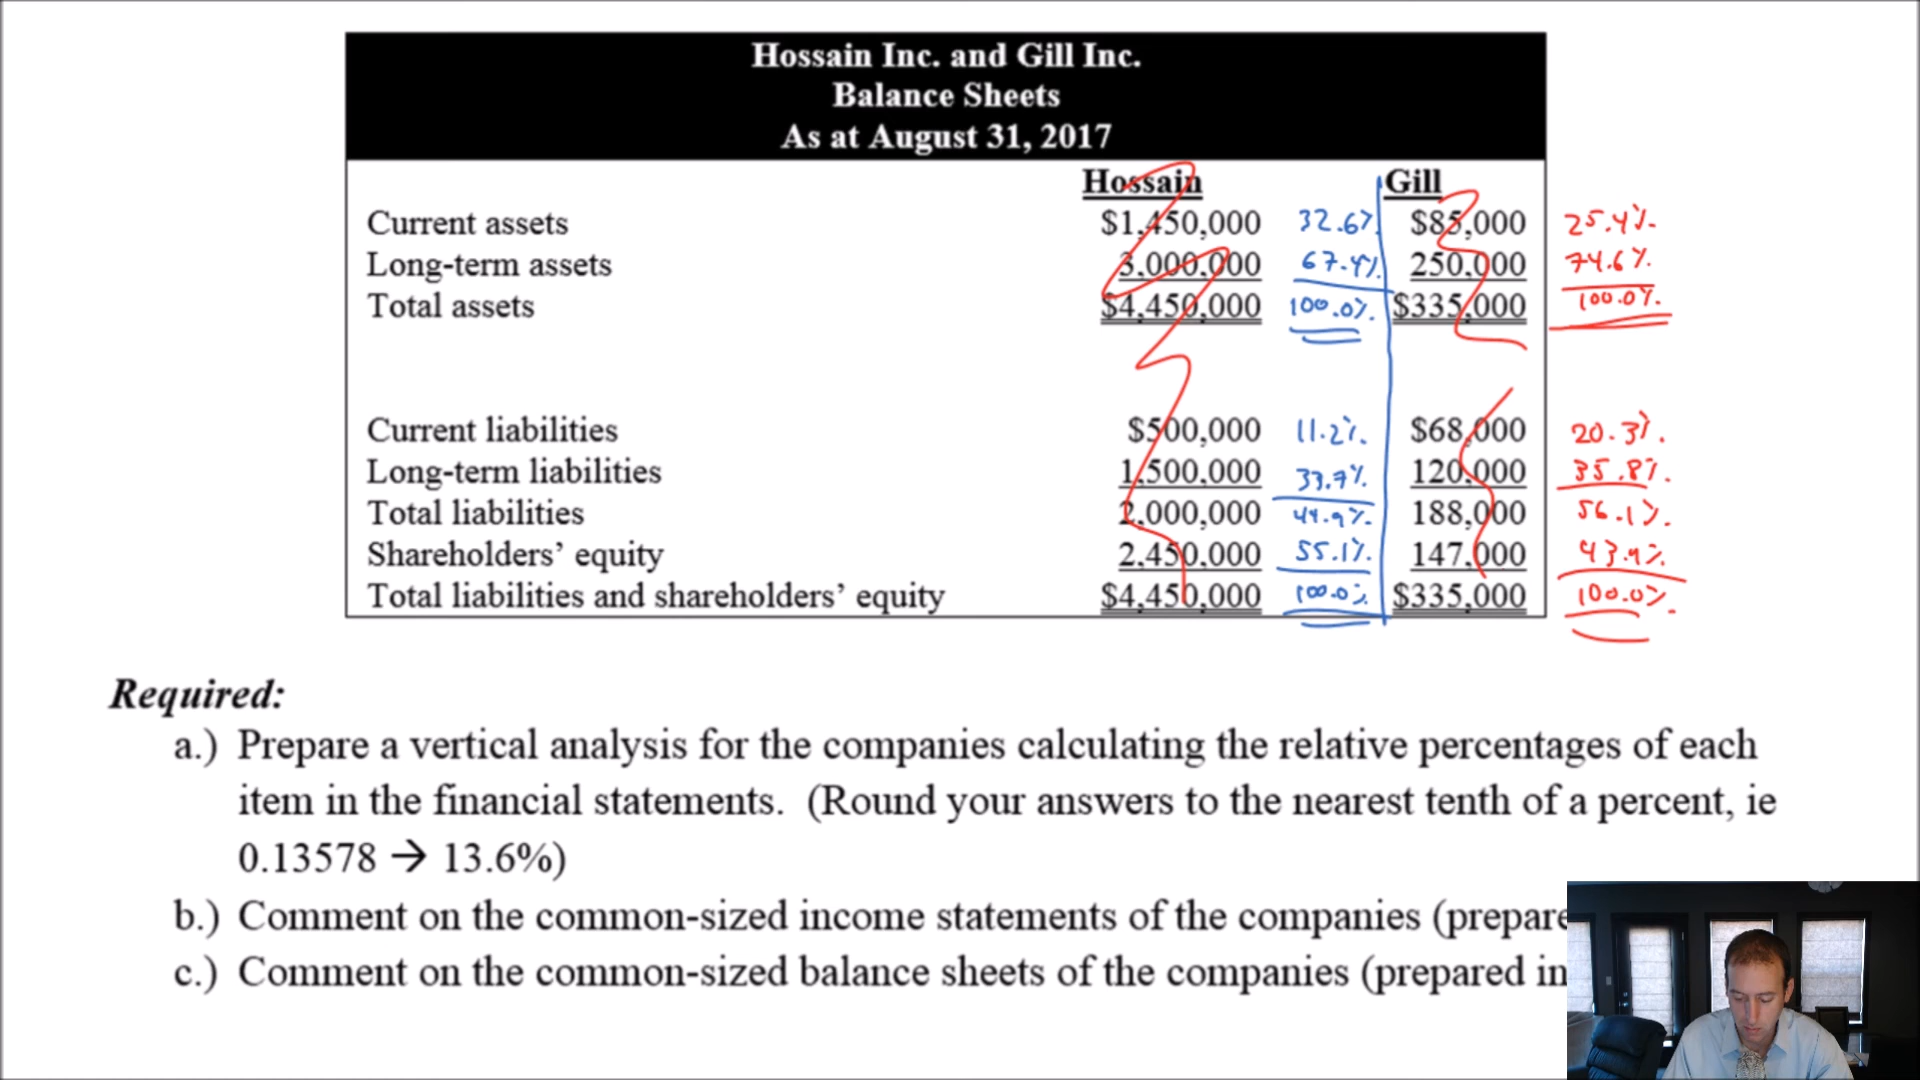 Hossain Inc. and Gill Inc.
Balance Sheets
As at August 31, 2017
Hossain Gill
Current assets $1,450,000 32.6% $85,000 25.4%
Long-term assets 3,000,000 67.4% 250,000 74.6%
Total assets $4,450,000 100.0% $335,000 100.0%
Current liabilities $500,000 11.2% $68,000 20.3%
Long-term liabilities 1,500,000 33.7% 120,000 35.8%
Total liabilities 2,000,000 44.9% 188,000 56.1%
Shareholders’ equity 2,450,000 55.1% 147,000 43.9%
Total liabilities and shareholders’ equity $4,450,000 100.0% $335,000 100.0%
Required:
a.) Prepare a vertical analysis for the companies calculating the relative percentages of each
item in the financial statements. (Round your answers to the nearest tenth of a percent, ie
0.13578 → 13.6%)
b.) Comment on the common-sized income statements of the companies (prepare
c.) Comment on the common-sized balance sheets of the companies (prepared in